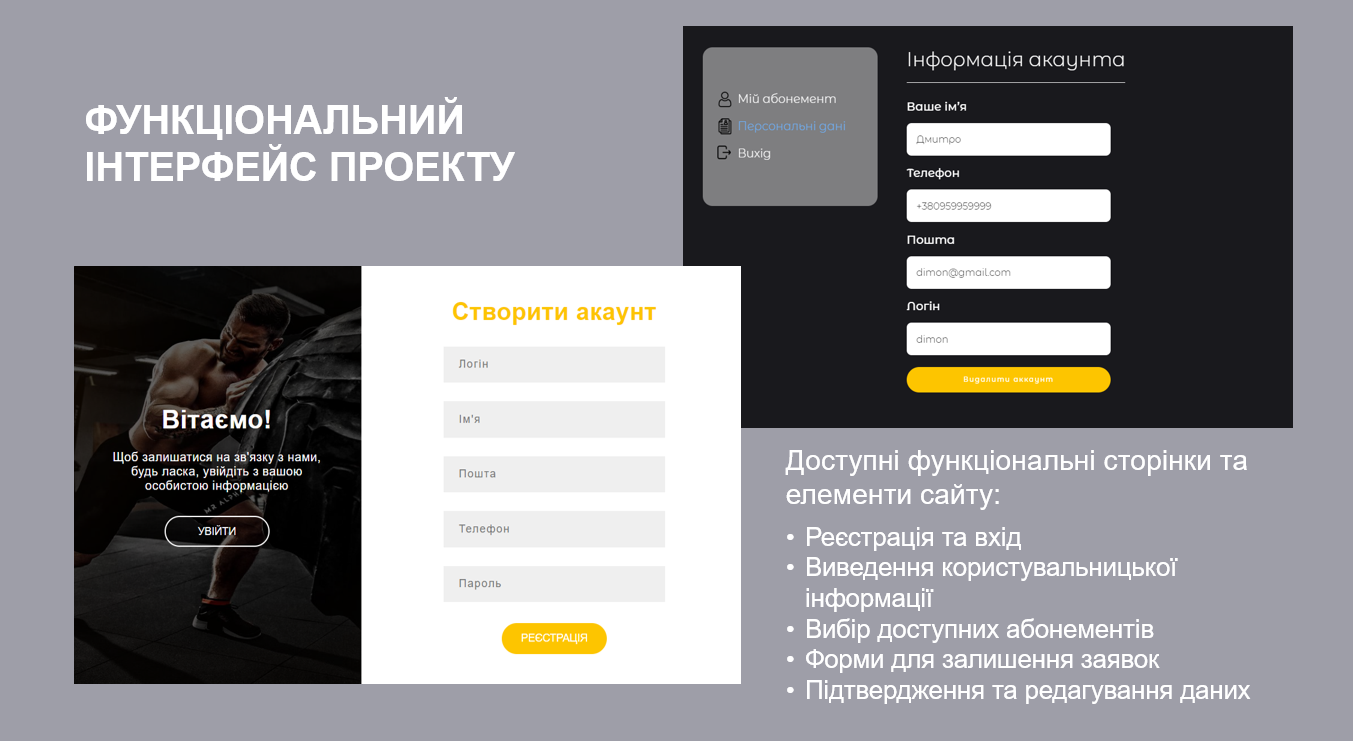 ФУНКЦІОНАЛЬНИЙ
ІНТЕРФЕЙС ПРОЕКТУ
Мій абонемент
Персональні дані
Вихід
Інформація акаунта
Ваше ім'я
Дмитро
Телефон
+380959959999
Пошта
dimon@gmail.com
Логін
dimon
Видалити аккаунт
Вітаємо!
Щоб залишатися на зв'язку з нами,
будь ласка, увійдіть з вашою
особистою інформацією
УВІЙТИ
Створити акаунт
Логін
Ім'я
Пошта
Телефон
Пароль
РЕЄСТРАЦІЯ
Доступні функціональні сторінки та
елементи сайту:
• Реєстрація та вхід
• Виведення користувальницької
інформації
• Вибір доступних абонементів
• Форми для залишення заявок
• Підтвердження та редагування даних